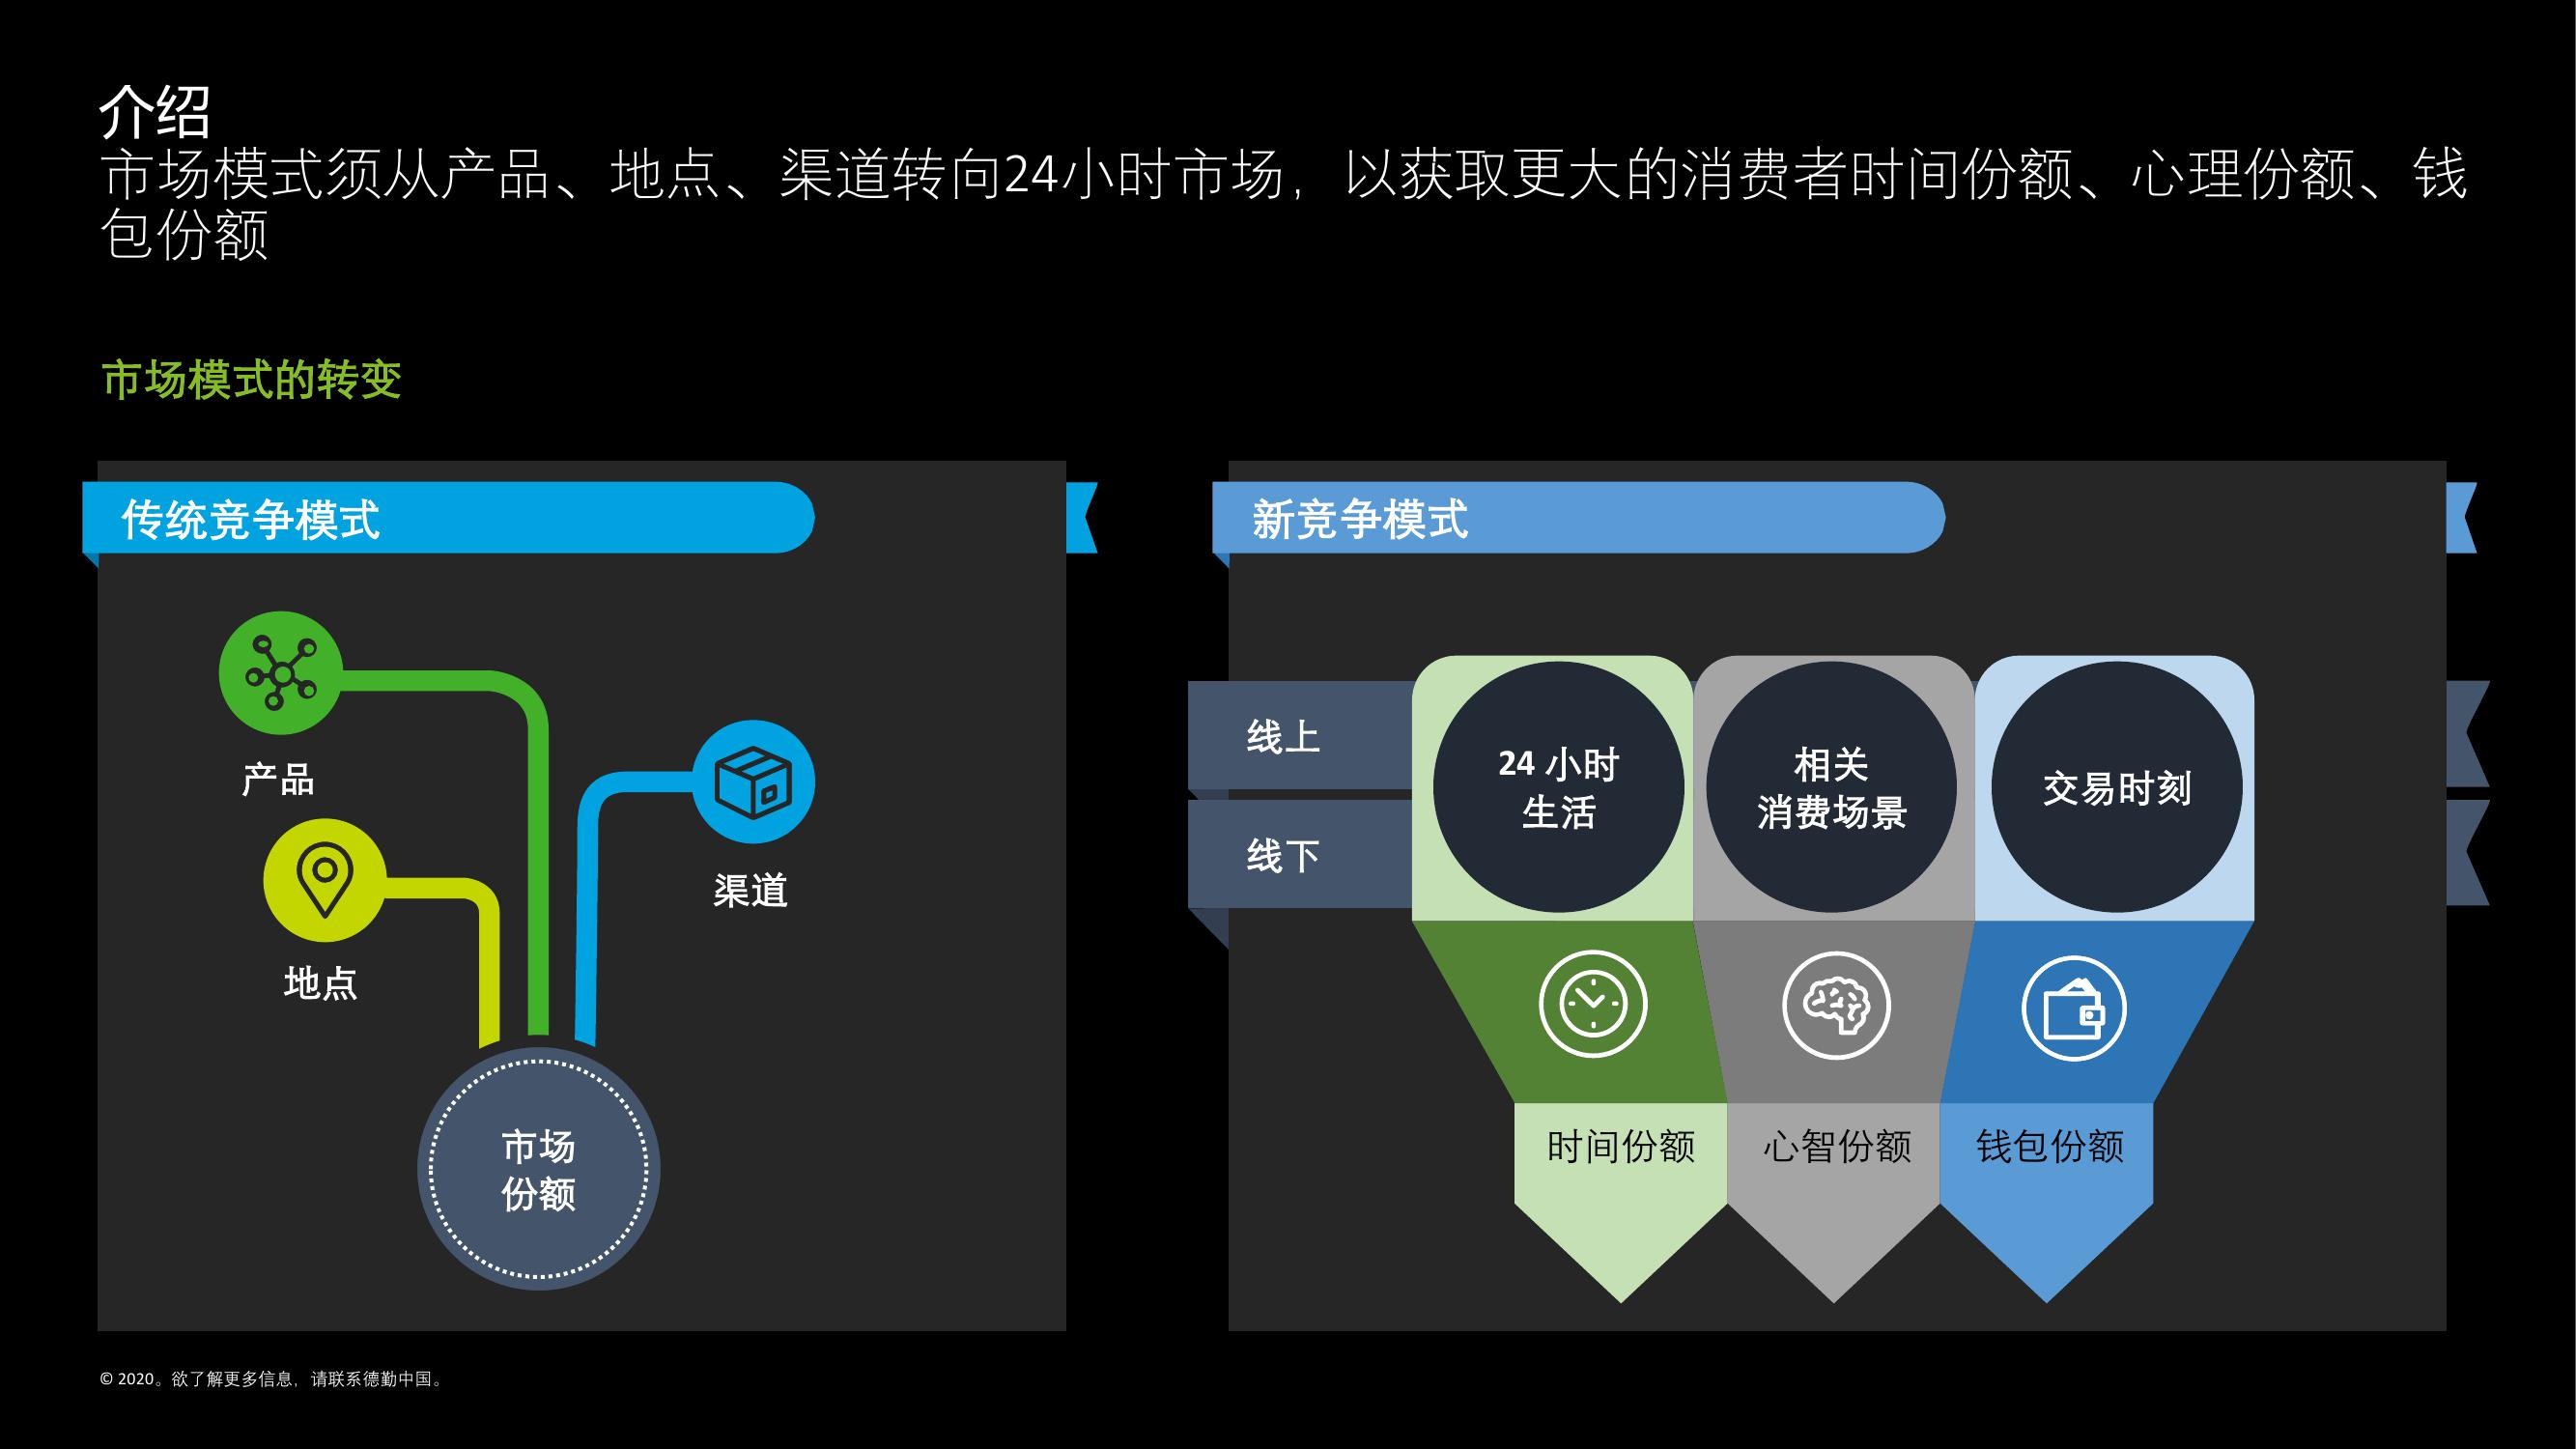 介绍
市场模式须从产品、地点、渠道转向24小时市场，以获取更大的消费者时间份额、心理份额、钱
包份额
市场模式的转变
传统竞争模式
产品
渠道
地点
市场
份额
新竞争模式
线上
线下
24 小时
生活
相关
消费场景
交易时刻
时间份额
心智份额
钱包份额
© 2020。欲了解更多信息，请联系德勤中国。